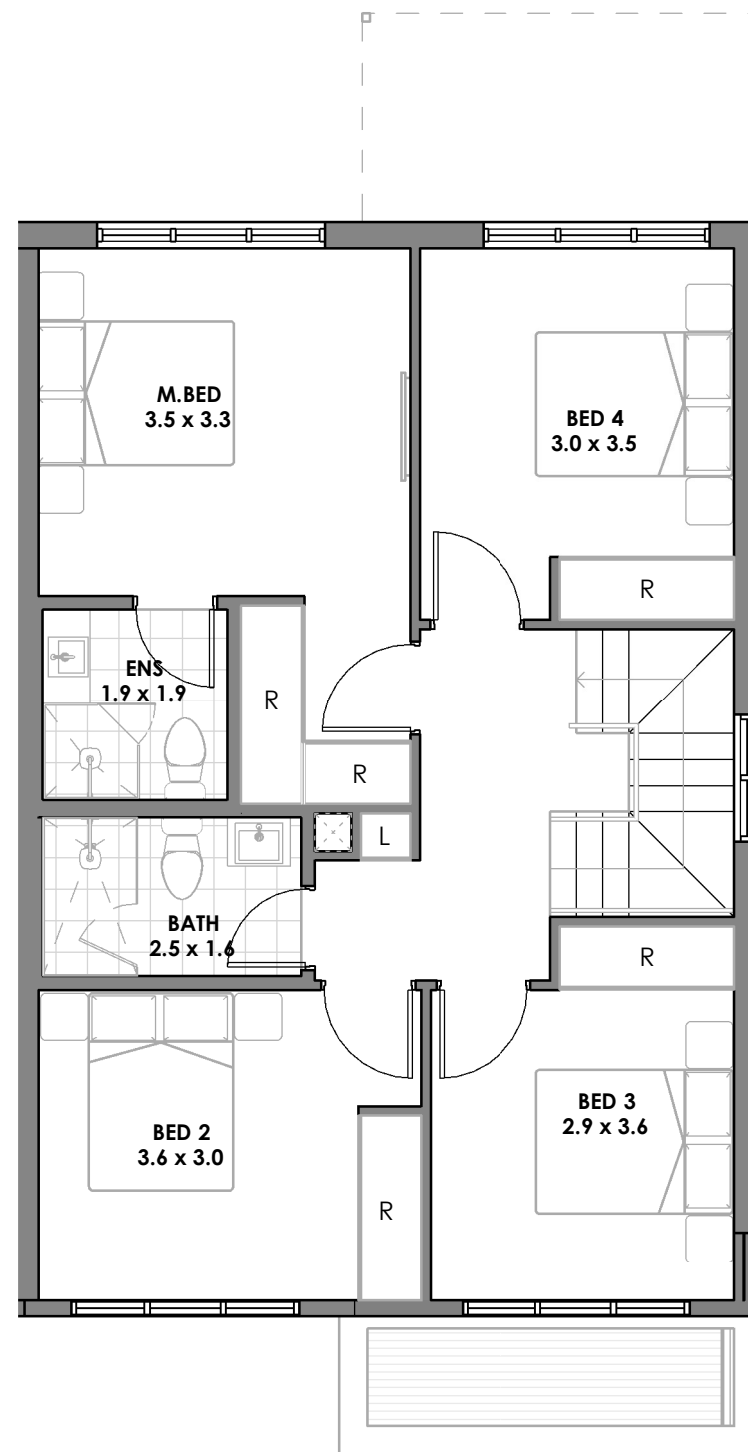 M.BED
3.5 x 3.3
BED 4
3.0 x 3.5
R
ENS
1.9 x 1.9
R
R
L
BATH
2.5 x 1.6
R
BED 3
2.9 x 3.6
BED 2
3.6 x 3.0
R